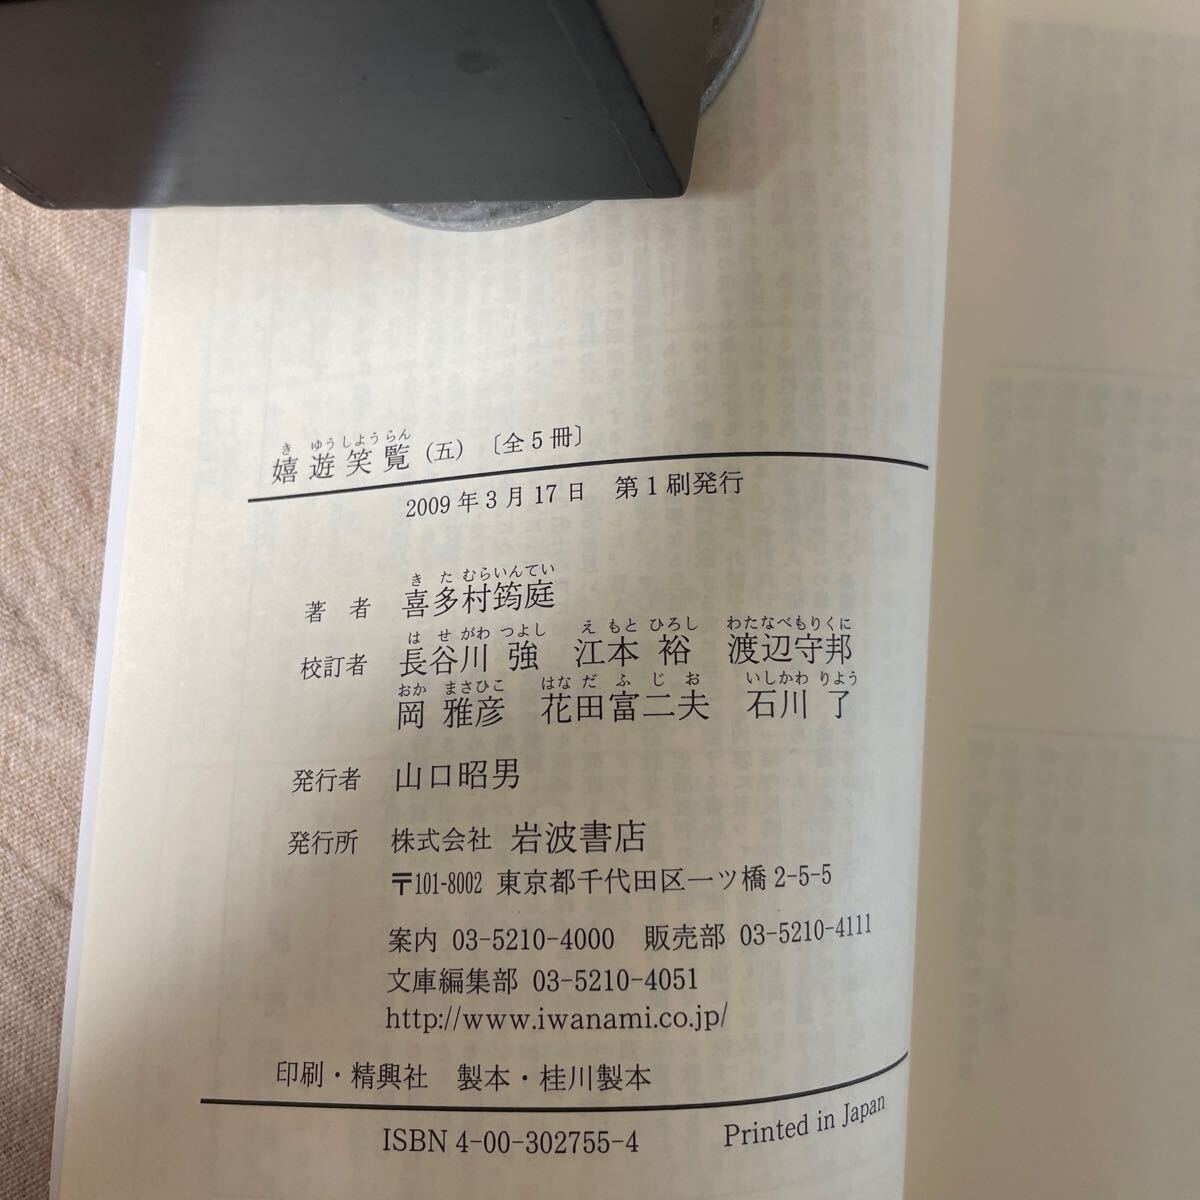 き ゆうしようらん
嬉遊笑覧(五)〔全5冊〕
2009年3月17日 第1刷発行
き た むらいんてい
著者 喜多村筠庭
は せ がわ つよし え もと ひろし わたなべもりくに
校訂者 長谷川 強 江本 裕 渡辺守邦
おか まさひこ はな だ ふ じ お いしかわ りよう
岡 雅彦 花田富二夫 石川 了
発行者 山口昭男
発行所 株式会社 岩波書店
〒101-8002 東京都千代田区一ツ橋2-5-5
案内 03-5210-4000 販売部 03-5210-4111
文庫編集部 03-5210-4051
http://www.iwanami.co.jp/
印刷・精興社 製本・桂川製本
ISBN 4-00-302755-4 Printed in Japan